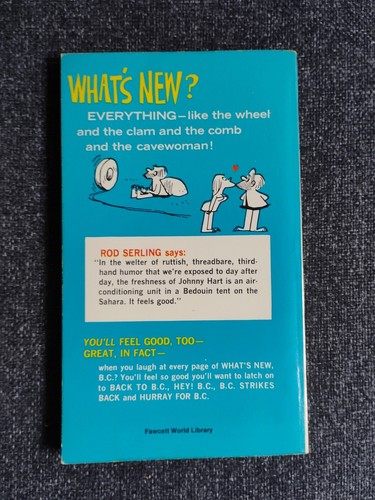 WHAT'S NEW?
EVERYTHING—like the wheel
and the clam and the comb
and the cavewoman!
ROD SERLING says:
"In the welter of ruttish, threadbare, third-
hand humor that we're exposed to day after
day, the freshness of Johnny Hart is an air-
conditioning unit in a Bedouin tent on the
Sahara. It feels good."
YOU'LL FEEL GOOD, TOO—
GREAT, IN FACT—
when you laugh at every page of WHAT'S NEW,
B.C.? You'll feel so good you'll want to latch on
to BACK TO B.C., HEY! B.C., B.C. STRIKES
BACK and HURRAY FOR B.C.
Fawcett World Library